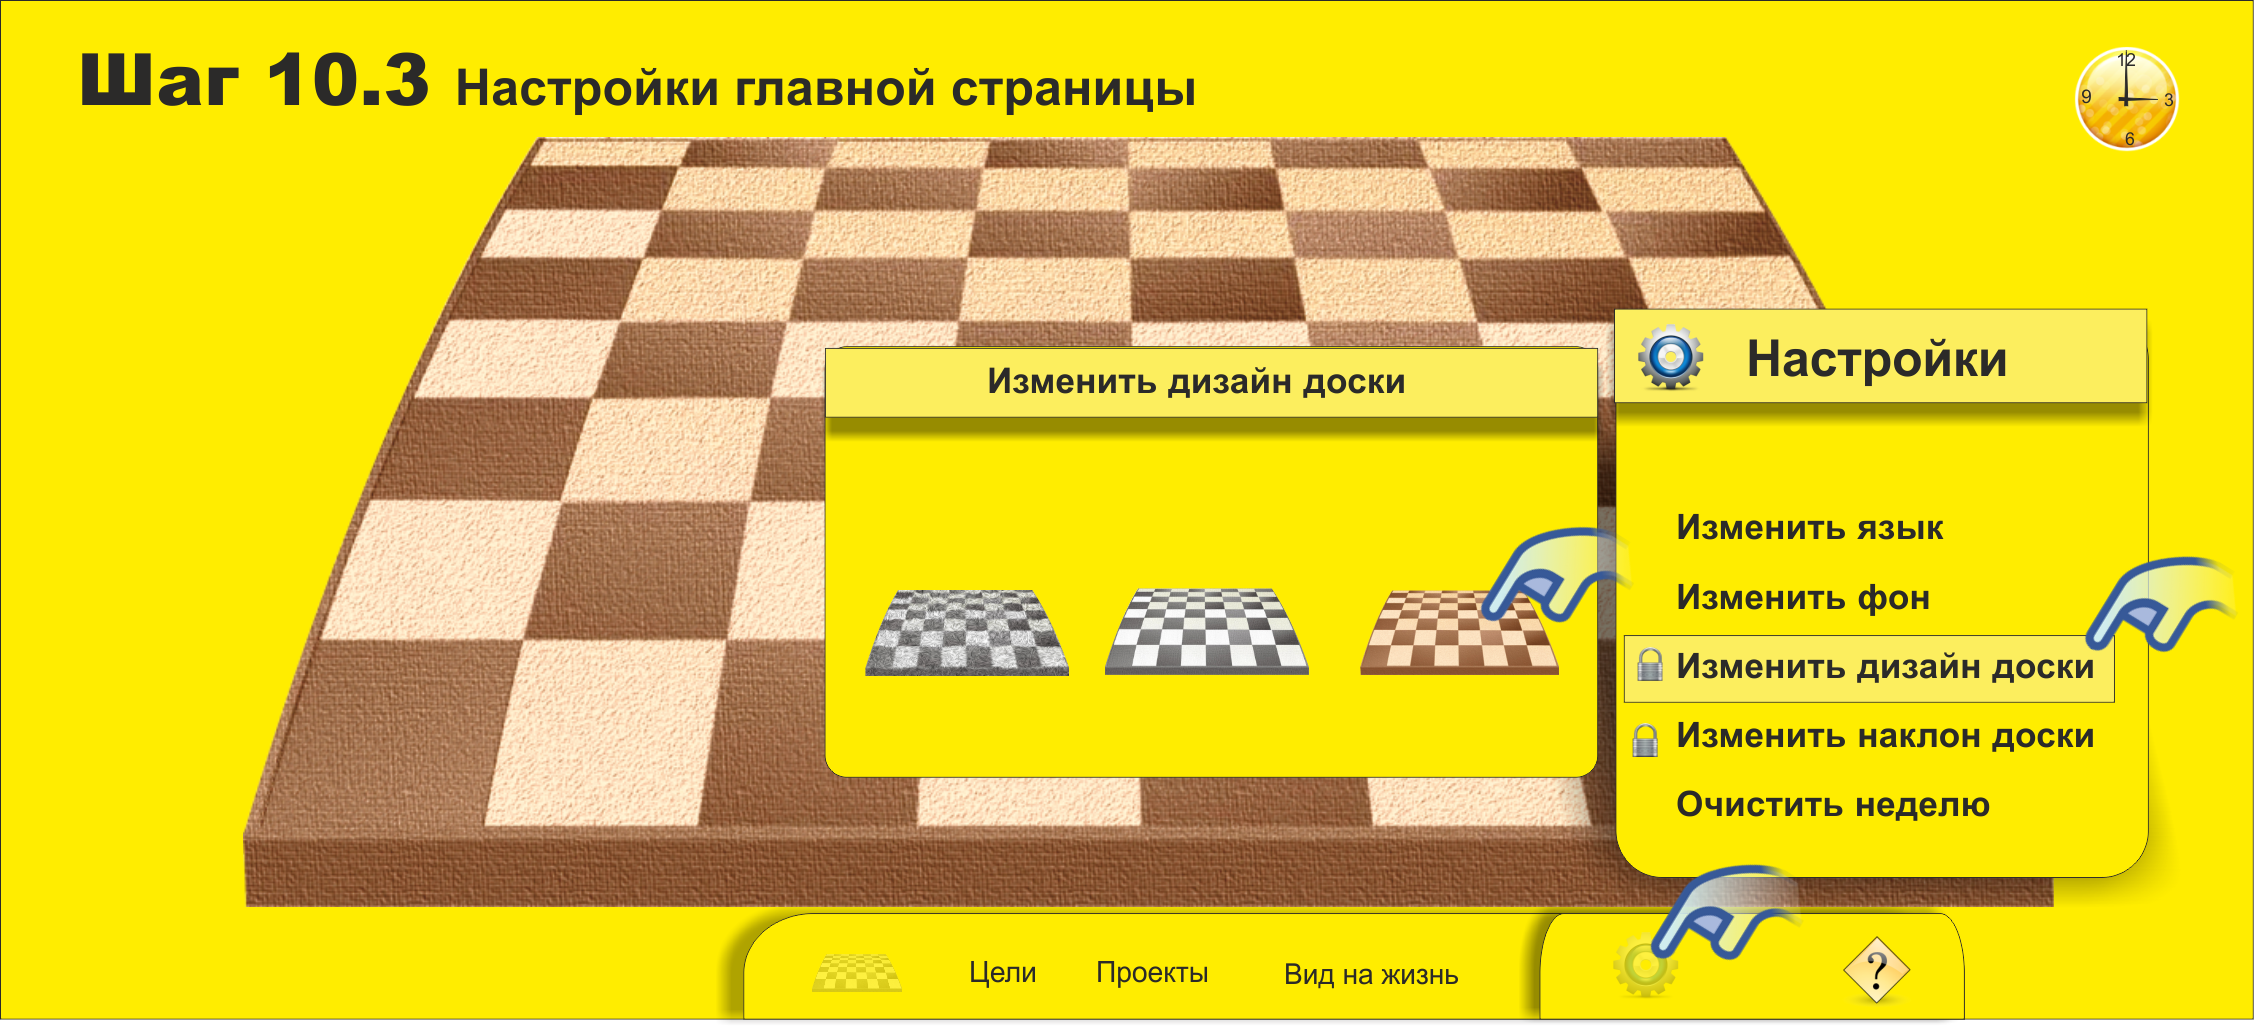 Шаг 10.3 Настройки главной страницы
12
9
3
6
Настройки
Изменить дизайн доски
Изменить язык
Изменить фон
Изменить дизайн доски
Изменить наклон доски
Очистить неделю
Цели
Проекты
Вид на жизнь
?